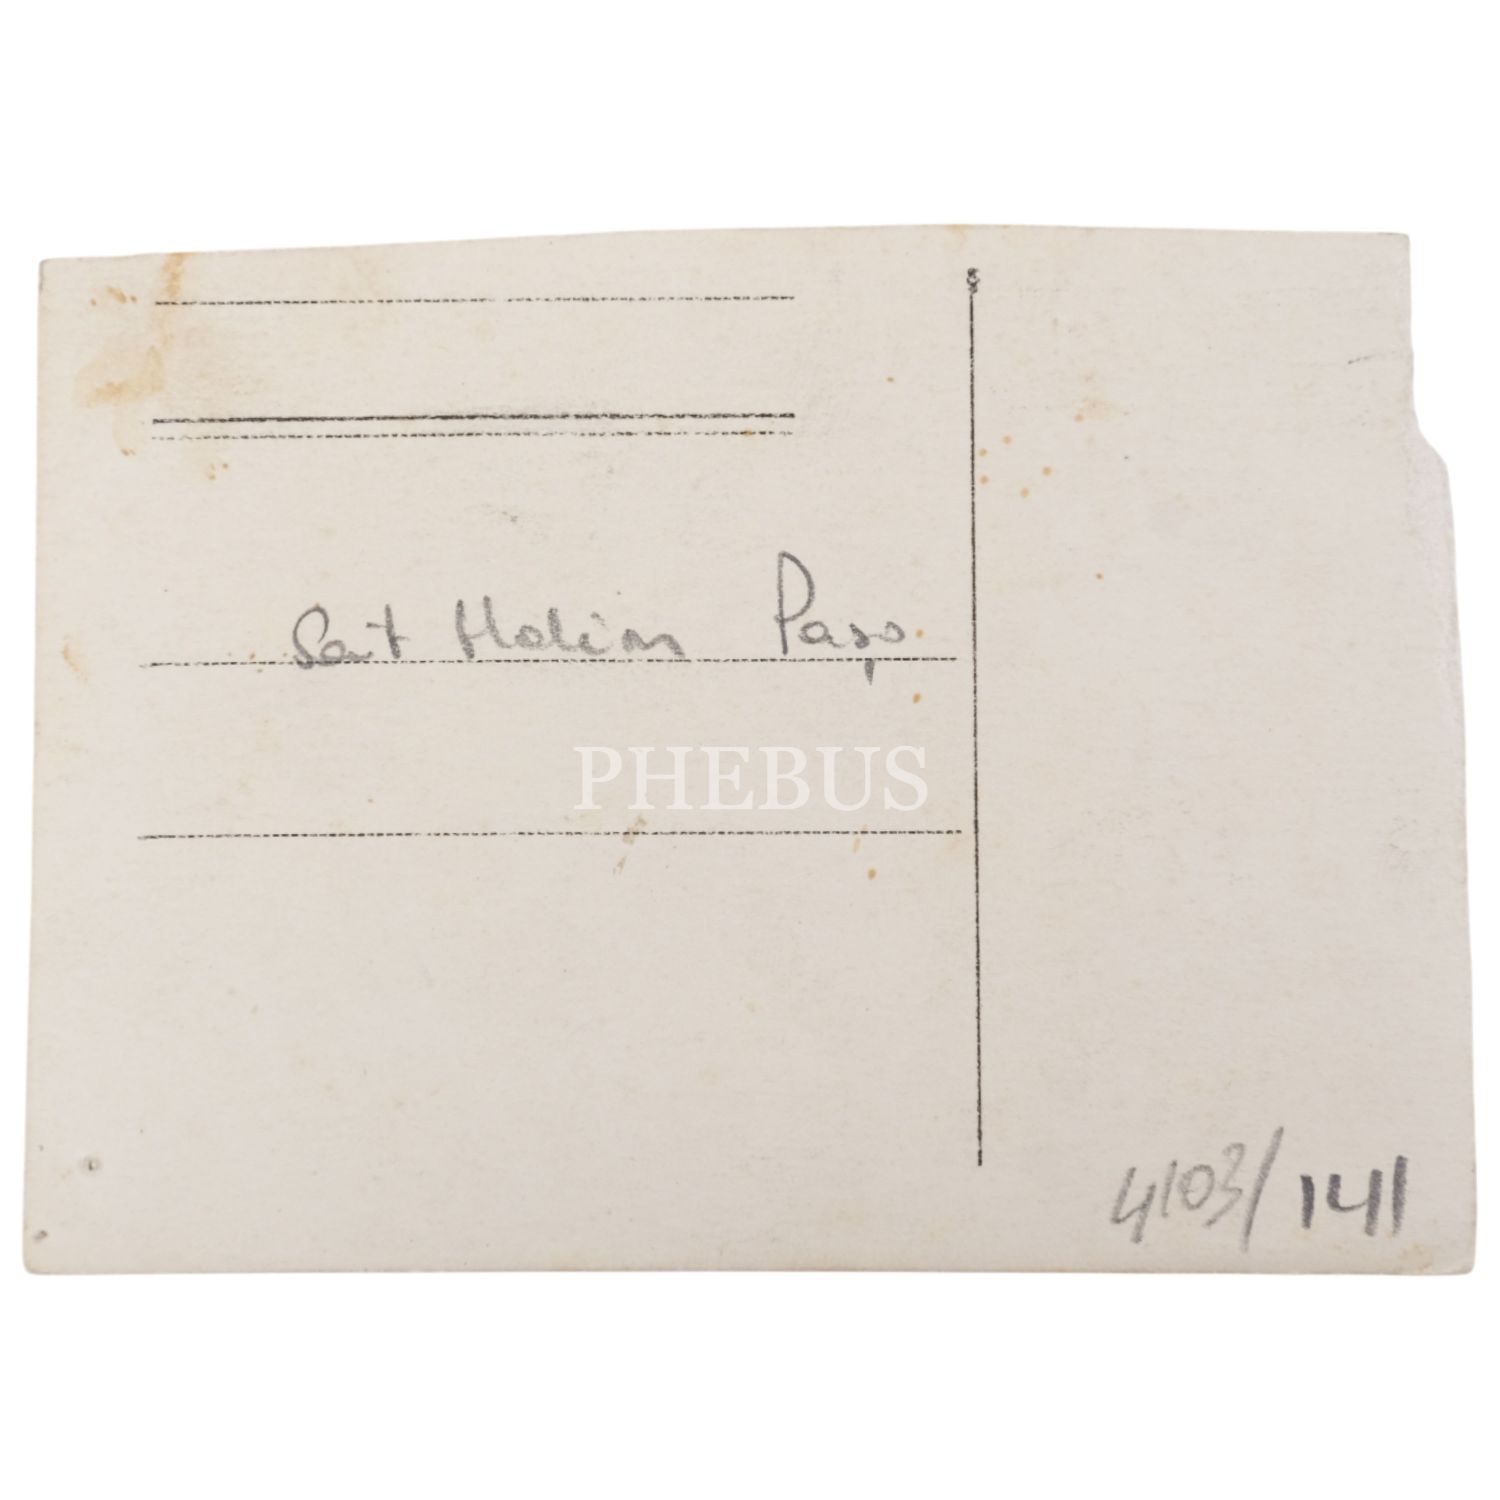 Sait Halim Paşa
PHEBUS
4103/141